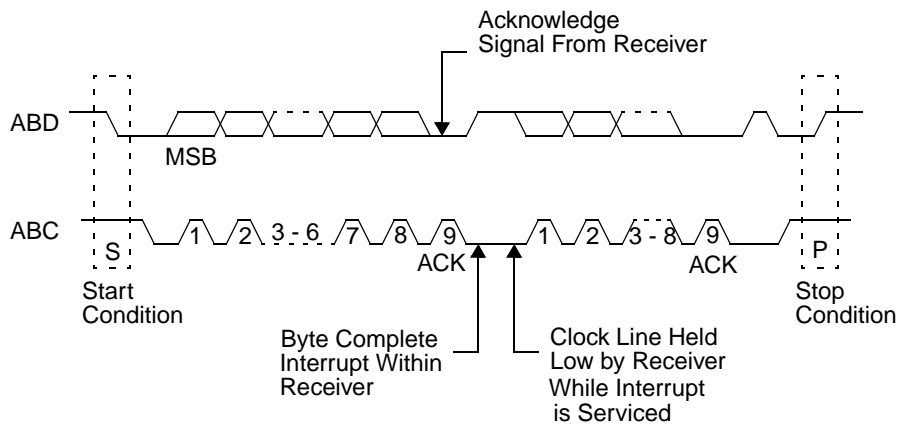 Acknowledge
Signal From Receiver
ABD
MSB
ABC
S
1
2
3 - 6
7
8
9
1
2
3 - 8
9
P
ACK
ACK
Start
Condition
Stop
Condition
Byte Complete
Interrupt Within
Receiver
Clock Line Held
Low by Receiver
While Interrupt
is Serviced